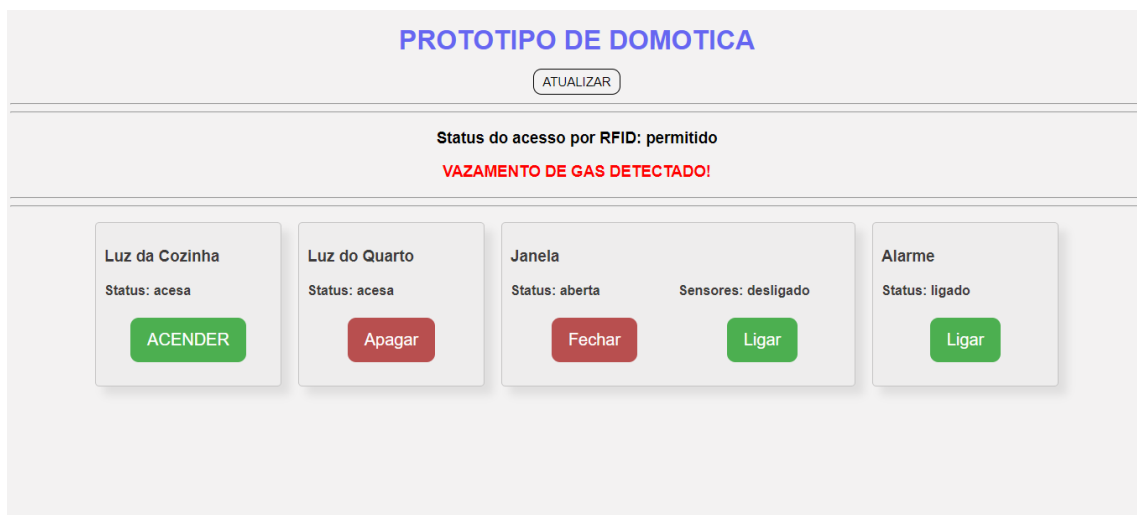 PROTOTIPO DE DOMOTICA
ATUALIZAR
Status do acesso por RFID: permitido
VAZAMENTO DE GAS DETECTADO!
Luz da Cozinha
Status: acesa
ACENDER
Luz do Quarto
Status: acesa
Apagar
Janela
Status: aberta
Sensores: desligado
Fechar
Ligar
Alarme
Status: ligado
Ligar